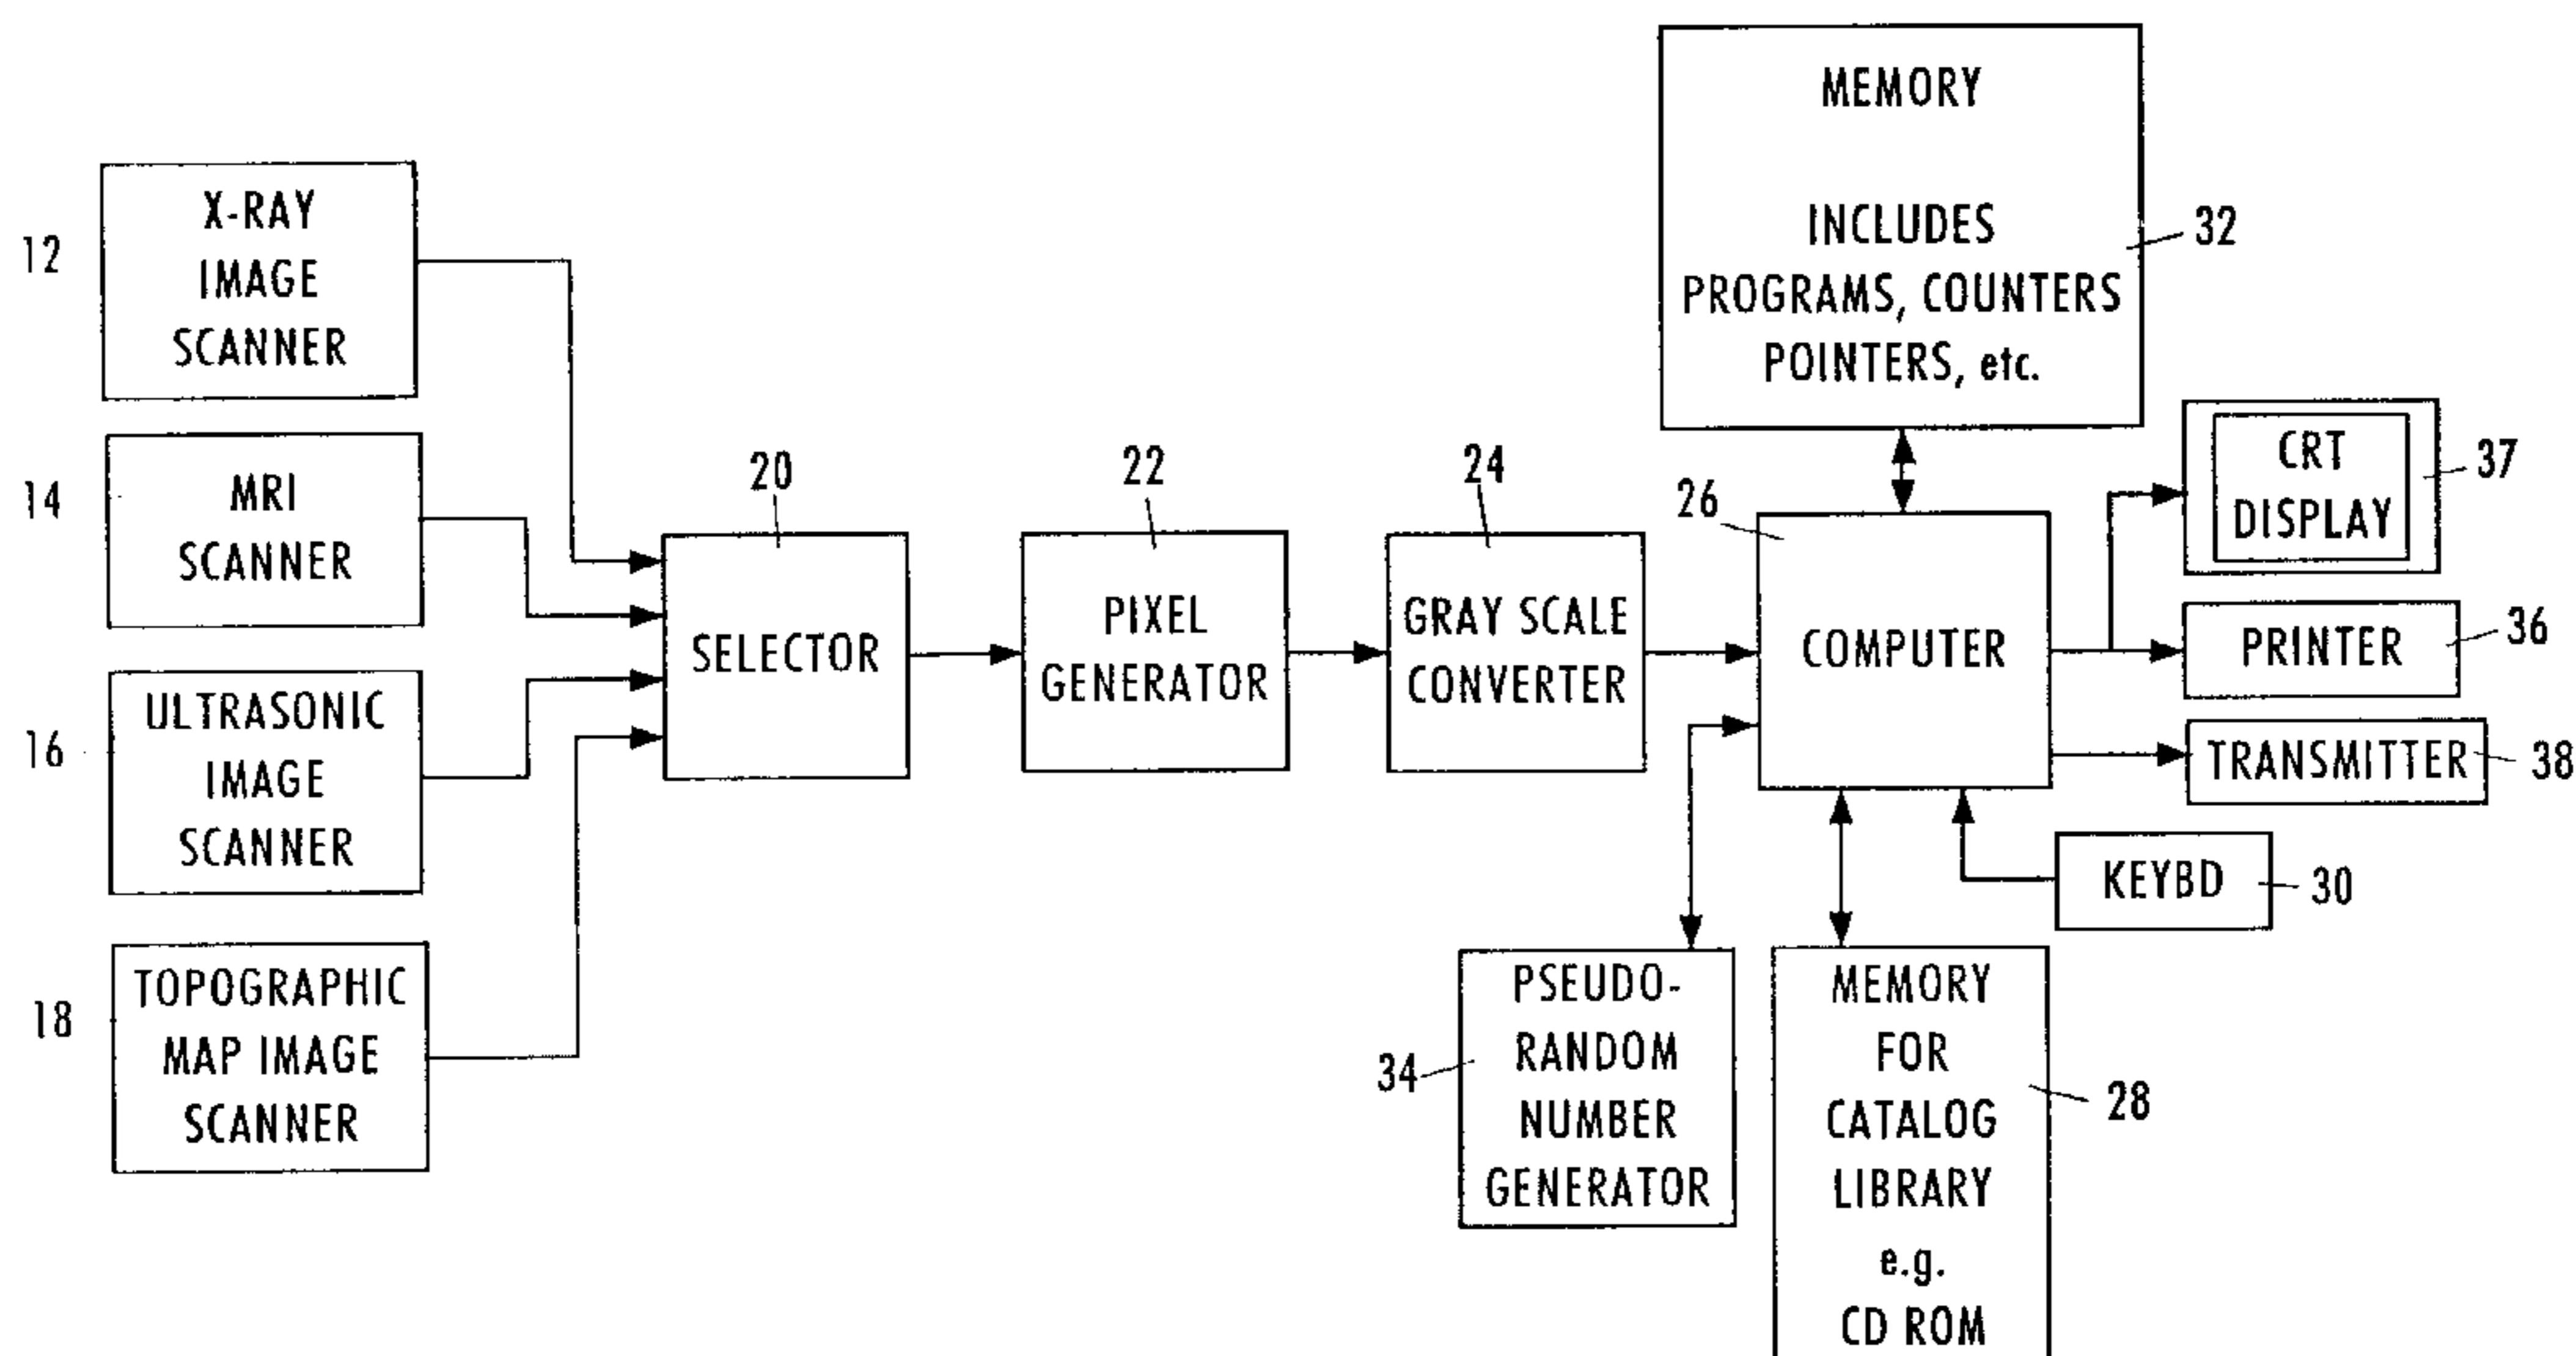 12
X-RAY
IMAGE
SCANNER
14
MRI
SCANNER
16
ULTRASONIC
IMAGE
SCANNER
18
TOPOGRAPHIC
MAP IMAGE
SCANNER
20
SELECTOR
22
PIXEL
GENERATOR
24
GRAY SCALE
CONVERTER
26
COMPUTER
MEMORY
INCLUDES
PROGRAMS, COUNTERS
POINTERS, etc.
32
CRT
DISPLAY
37
PRINTER
36
TRANSMITTER
38
KEYBD
30
34
PSEUDO-
RANDOM
NUMBER
GENERATOR
MEMORY
FOR
CATALOG
LIBRARY
e.g.
CD ROM
28